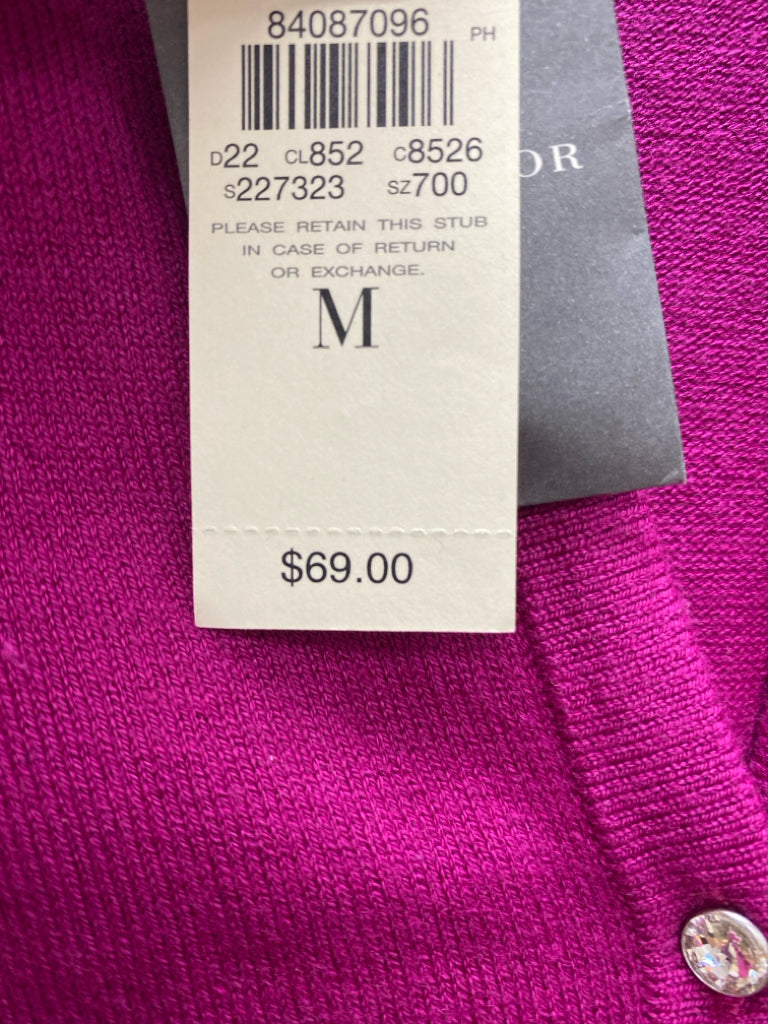 84087096 PH
D22 CL852 C8526
S227323 SZ700
OR
PLEASE RETAIN THIS STUB
IN CASE OF RETURN
OR EXCHANGE.
M
$69.00